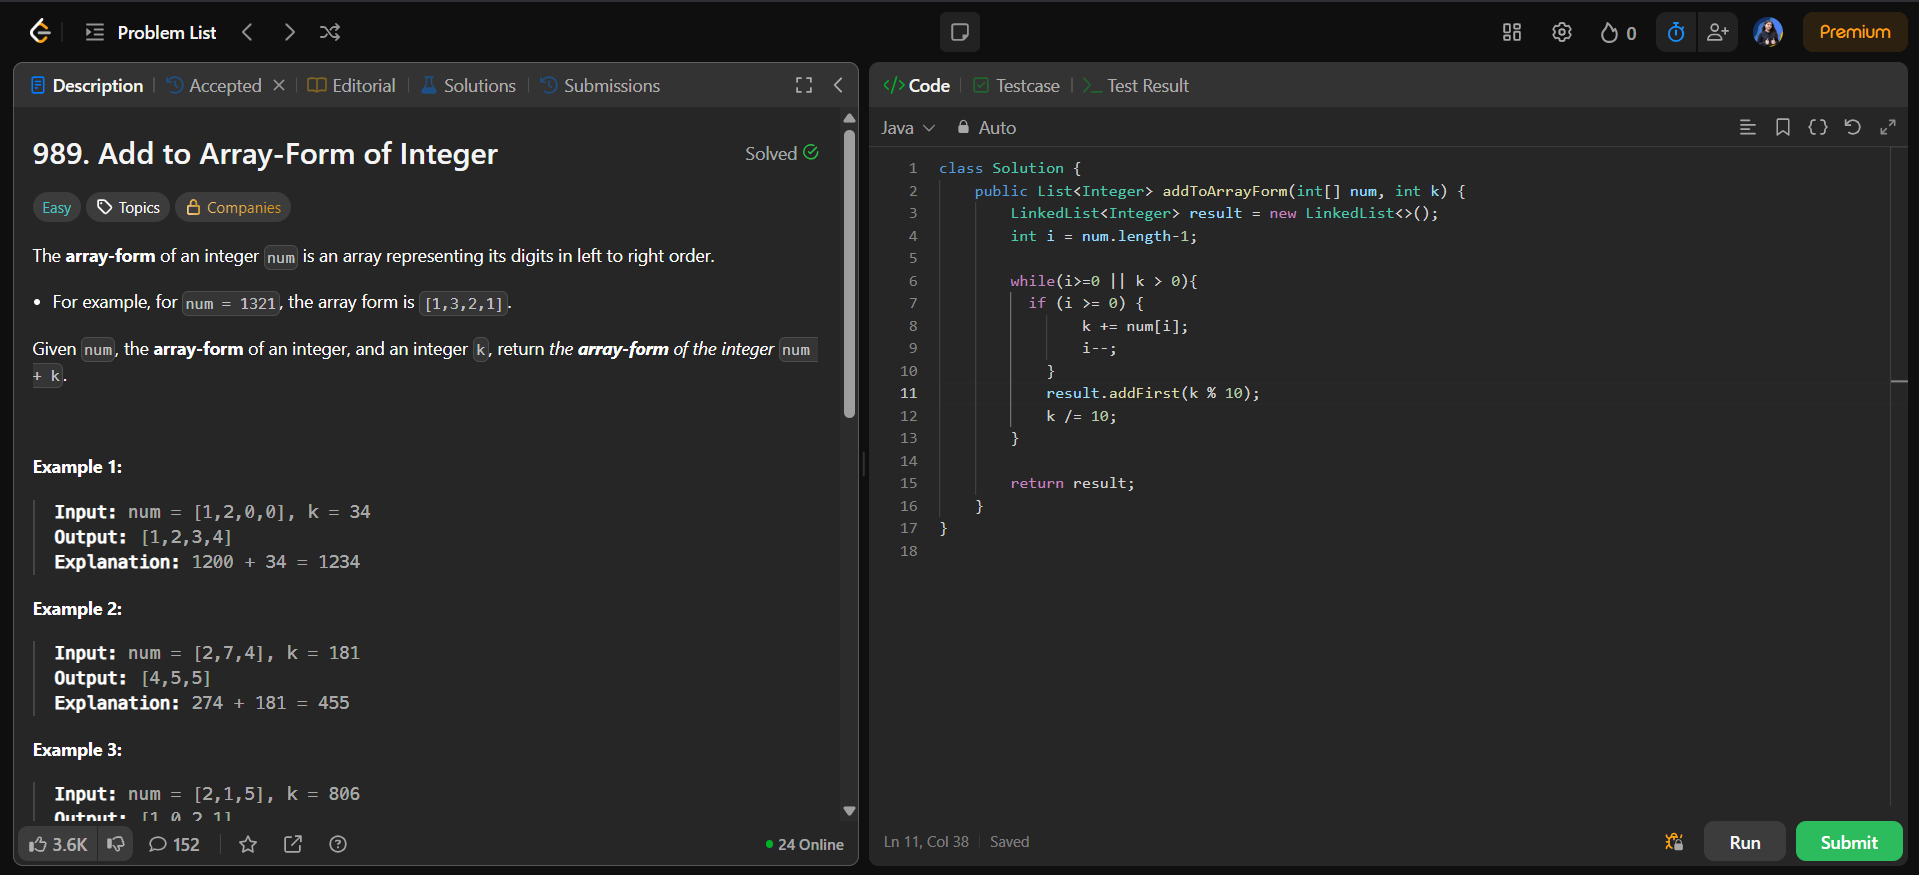 Problem List
0
Premium
Description
Accepted
Editorial
Solutions
Submissions
989. Add to Array-Form of Integer
Solved
Easy
Topics
Companies
The array-form of an integer num is an array representing its digits in left to right order.
• For example, for num = 1321, the array form is [1,3,2,1].
Given num, the array-form of an integer, and an integer k, return the array-form of the integer num
+ k.
Example 1:
Input: num = [1,2,0,0], k = 34
Output: [1,2,3,4]
Explanation: 1200 + 34 = 1234
Example 2:
Input: num = [2,7,4], k = 181
Output: [4,5,5]
Explanation: 274 + 181 = 455
Example 3:
Input: num = [2,1,5], k = 806
Output: [1,0,2,1]
3.6K
152
24 Online
</> Code
Testcase
>_ Test Result
Java
Auto
1 class Solution {
2 public List<Integer> addToArrayForm(int[] num, int k) {
3 LinkedList<Integer> result = new LinkedList<>();
4 int i = num.length-1;
5
6 while(i>=0 || k > 0){
7 if (i >= 0) {
8 k += num[i];
9 i--;
10 }
11 result.addFirst(k % 10);
12 k /= 10;
13 }
14
15 return result;
16 }
17 }
18
Ln 11, Col 38
Saved
Run
Submit